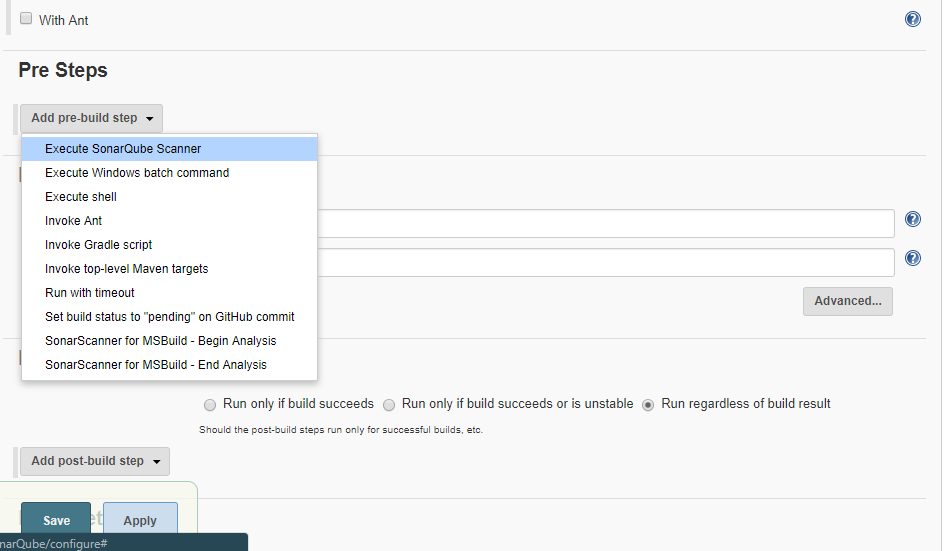 With Ant
Pre Steps
Add pre-build step
Execute SonarQube Scanner
Execute Windows batch command
Execute shell
Invoke Ant
Invoke Gradle script
Invoke top-level Maven targets
Run with timeout
Set build status to "pending" on GitHub commit
SonarScanner for MSBuild - Begin Analysis
SonarScanner for MSBuild - End Analysis
Advanced...
Run only if build succeeds Run only if build succeeds or is unstable Run regardless of build result
Should the post-build steps run only for successful builds, etc.
Add post-build step
Save Apply
narQube/configure#